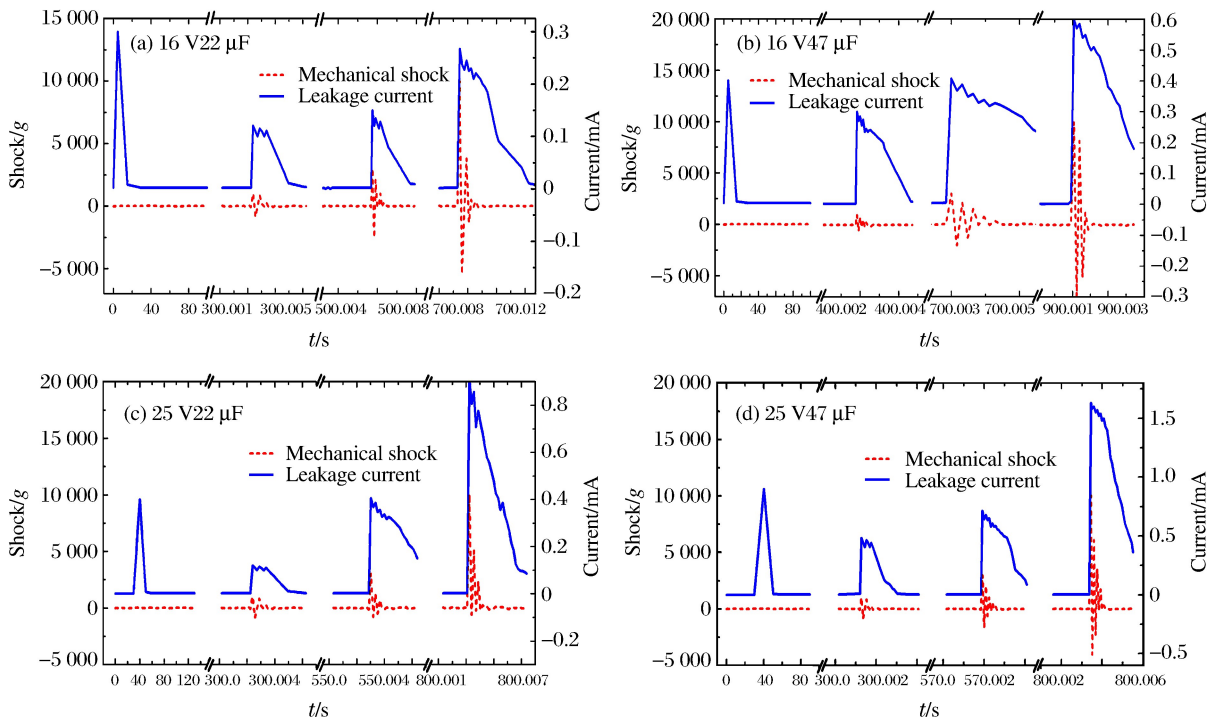 (a) 16 V22 μF
Mechanical shock
Leakage current
Shock/g
15 000
10 000
5 000
0
−5 000
Current/mA
0.3
0.2
0.1
0
−0.1
−0.2
0 40 80 300.001 300.005 500.004 500.008 700.008 700.012
t/s
(b) 16 V47 μF
Mechanical shock
Leakage current
Shock/g
20 000
15 000
10 000
5 000
0
−5 000
Current/mA
0.6
0.5
0.4
0.3
0.2
0.1
0
−0.1
−0.2
−0.3
0 40 80 400.002 400.004 700.003 700.005 900.001 900.003
t/s
(c) 25 V22 μF
Mechanical shock
Leakage current
Shock/g
20 000
15 000
10 000
5 000
0
−5 000
Current/mA
0.8
0.6
0.4
0.2
0
−0.2
0 40 80 120 300.0 300.004 550.0 550.004 800.001 800.007
t/s
(d) 25 V47 μF
Mechanical shock
Leakage current
Shock/g
20 000
15 000
10 000
5 000
0
−5 000
Current/mA
1.5
1.0
0.5
0
−0.5
0 40 80 300.0 300.002 570.0 570.002 800.002 800.006
t/s